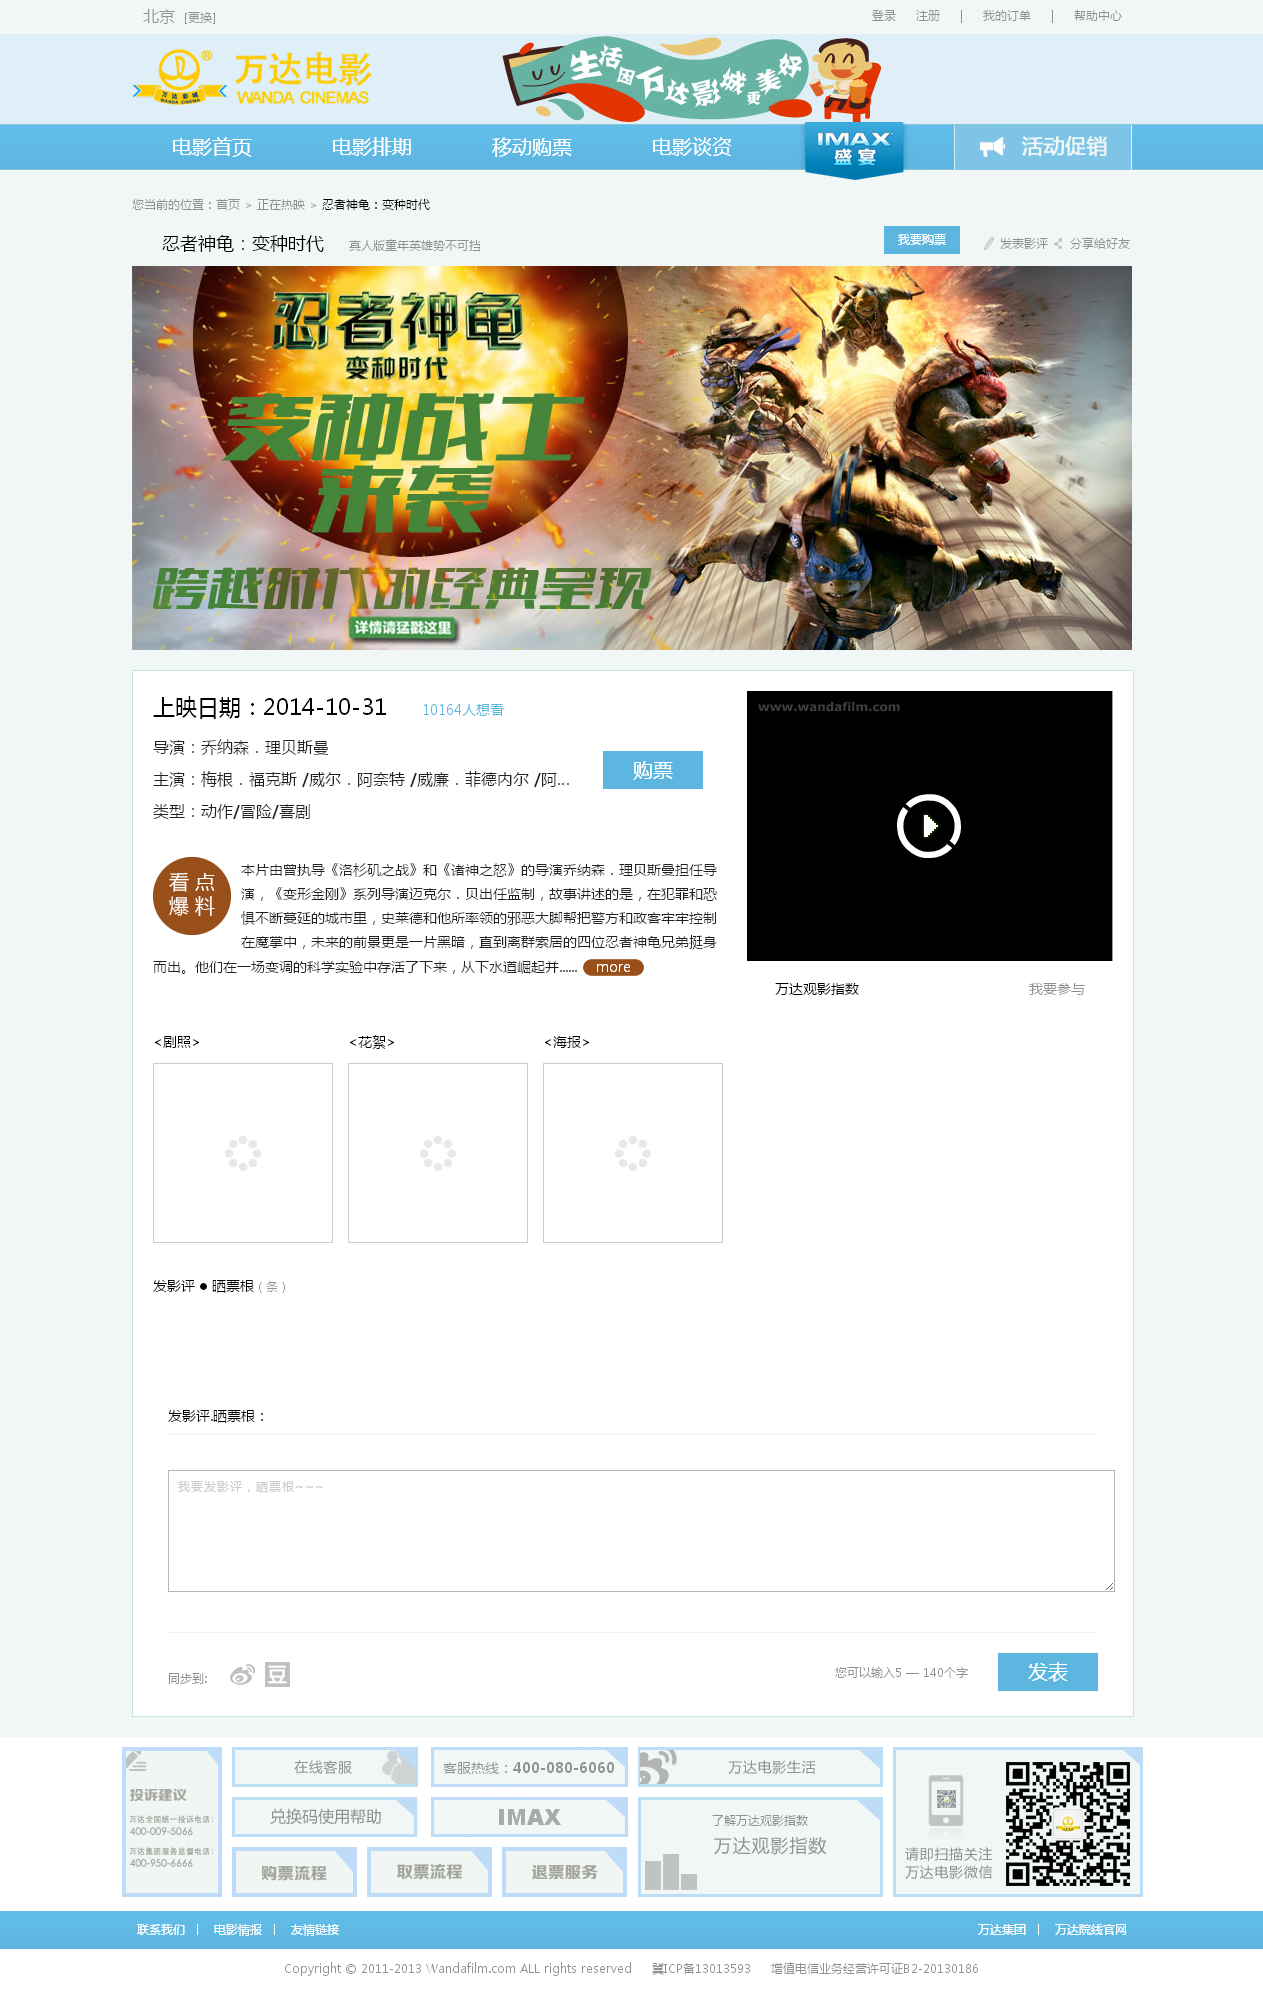 北京 [更换]
登录 注册 | 我的订单 | 帮助中心
万达影城
WANDA CINEMA
万达电影
WANDA CINEMAS
生活因万达影城更美好
电影首页 电影排期 移动购票 电影谈资 IMAX 盛宴 活动促销
您当前的位置：首页 > 正在热映 > 忍者神龟：变种时代
忍者神龟：变种时代 真人版童年英雄势不可挡
我要购票 发表影评 分享给好友
忍者神龟
变种时代
变种战士
来袭
跨越时代的经典呈现
详情请猛戳这里
上映日期：2014-10-31 10164人想看
导演：乔纳森．理贝斯曼
主演：梅根．福克斯 /威尔．阿奈特 /威廉．菲德内尔 /阿...
购票
类型：动作/冒险/喜剧
看点
爆料
本片由曾执导《洛杉矶之战》和《诸神之怒》的导演乔纳森．理贝斯曼担任导
演，《变形金刚》系列导演迈克尔．贝出任监制，故事讲述的是，在犯罪和恐
惧不断蔓延的城市里，史莱德和他所率领的邪恶大脚帮把警方和政客牢牢控制
在魔掌中，未来的前景更是一片黑暗，直到离群索居的四位忍者神龟兄弟挺身
而出。他们在一场变调的科学实验中存活了下来，从下水道崛起并...... more
www.wandafilm.com
万达观影指数 我要参与
<剧照> <花絮> <海报>
发影评 ● 晒票根（ 条 ）
发影评.晒票根：
我要发影评，晒票根~~~
同步到:
豆
您可以输入5 — 140个字
发表
投诉建议
万达全国统一投诉电话:
400-009-5066
万达集团服务监督电话:
400-950-6666
在线客服
客服热线：400-080-6060
兑换码使用帮助
IMAX
购票流程
取票流程
退票服务
万达电影生活
了解万达观影指数
万达观影指数
请即扫描关注
万达电影微信
联系我们 | 电影情报 | 友情链接
万达集团 | 万达院线官网
Copyright © 2011-2013 Wandafilm.com ALL rights reserved 冀ICP备13013593 增值电信业务经营许可证B2-20130186